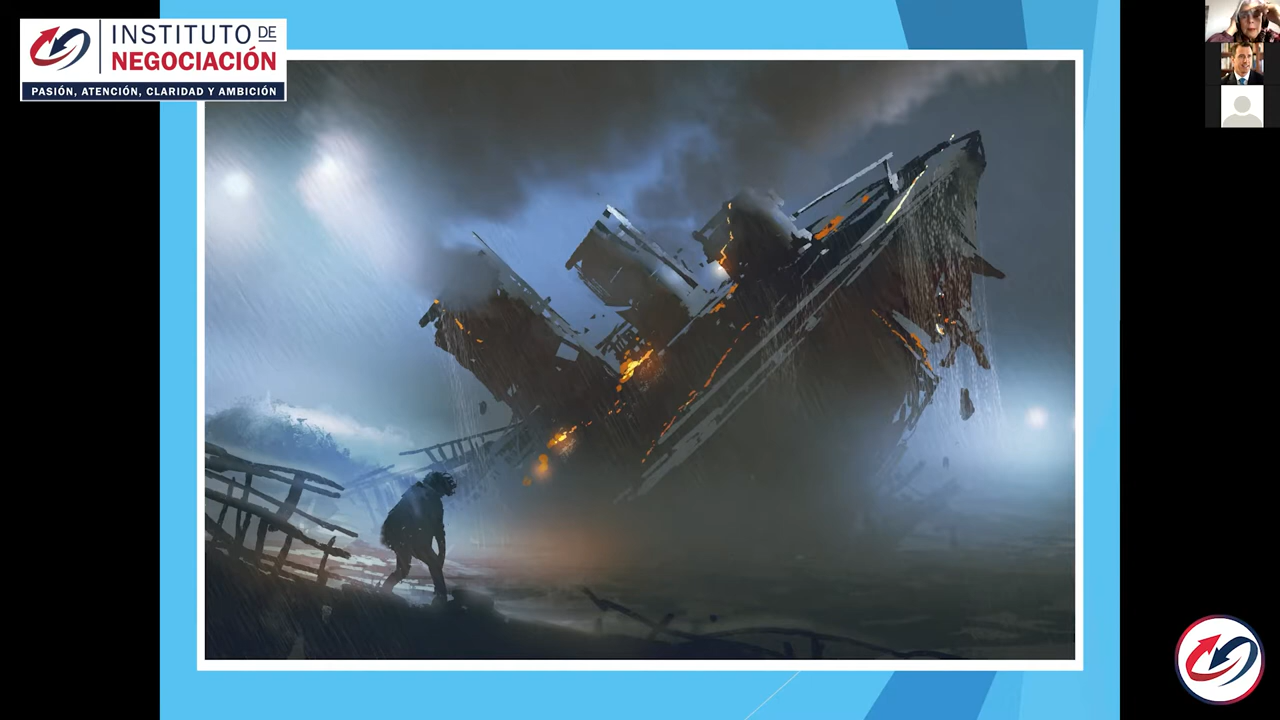 INSTITUTO DE
NEGOCIACIÓN
PASIÓN, ATENCIÓN, CLARIDAD Y AMBICIÓN